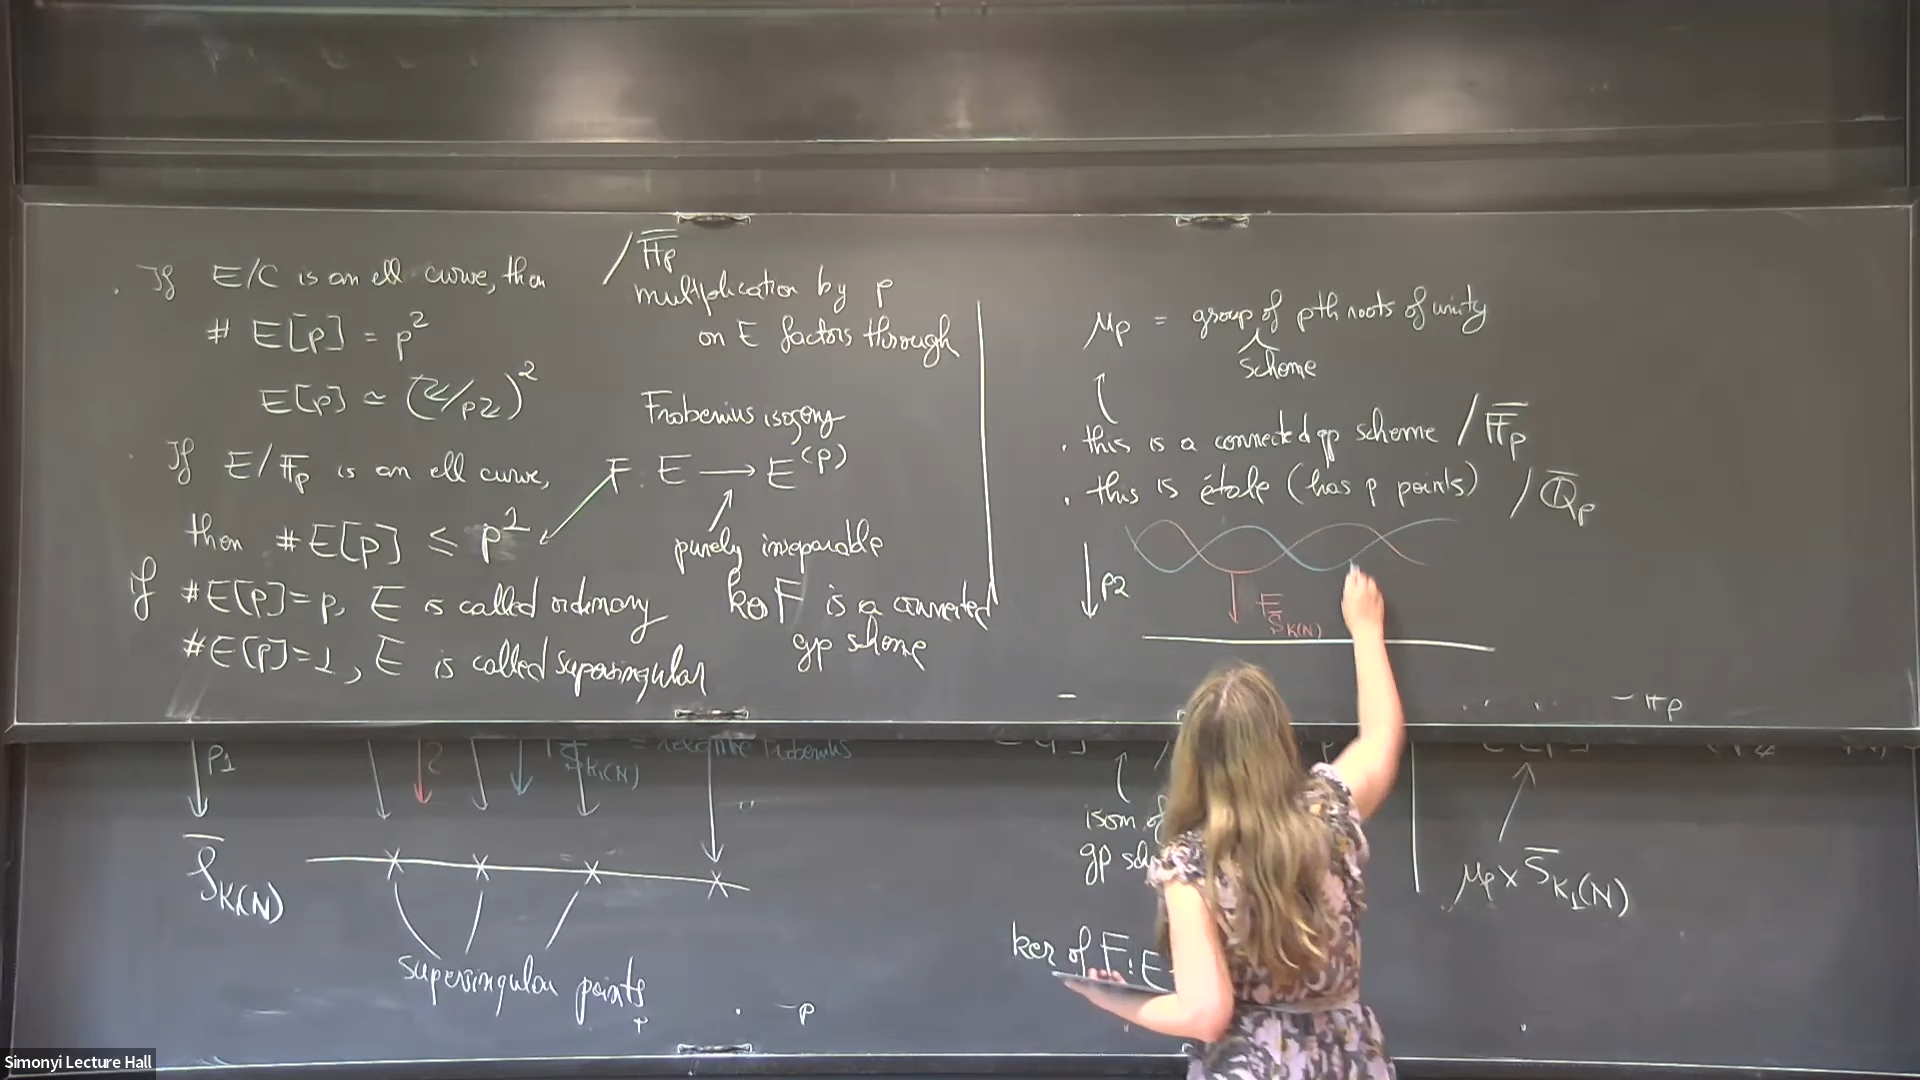 . If E/C is an ell curve, then
# E[p] = p²
E[p] ≃ (Z/pZ)²
. If E/𝔽p is an ell curve,
then #E[p] ≤ p²
if #E[p]=p, E is called ordinary
#E[p]=1, E is called supersingular
/𝔽̄p
multiplication by p
on E factors through
Frobenius isogeny
F: E → E^(p)
purely inseparable
ker F is a connected
gp scheme
μp = group of pth roots of unity
scheme
. this is a connected gp scheme /𝔽̄p
. this is étale (has p points) /Q̄p
↓ p2
F
S̄K(N)
p1
S̄K₁(N)
supersingular points
isom of
gp
ker of F: E
μp × S̄K₁(N)
Simonyi Lecture Hall